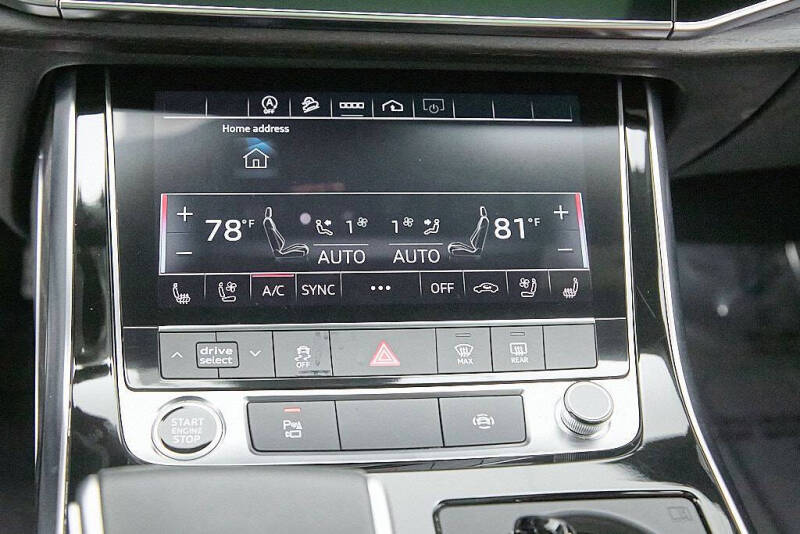 A
OFF
Home address
+ 78°F 1 1 81°F +
- AUTO AUTO -
A/C SYNC ••• OFF
drive
select
OFF
MAX
REAR
START
ENGINE
STOP